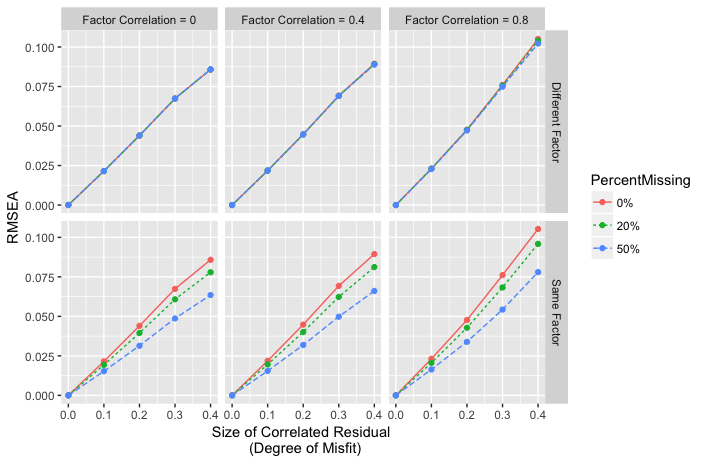 Factor Correlation = 0
Factor Correlation = 0.4
Factor Correlation = 0.8
0.100
0.075
0.050
0.025
0.000
Different Factor
0.100
0.075
0.050
0.025
0.000
Same Factor
RMSEA
0.0 0.1 0.2 0.3 0.4
0.0 0.1 0.2 0.3 0.4
0.0 0.1 0.2 0.3 0.4
Size of Correlated Residual
(Degree of Misfit)
PercentMissing
0%
20%
50%